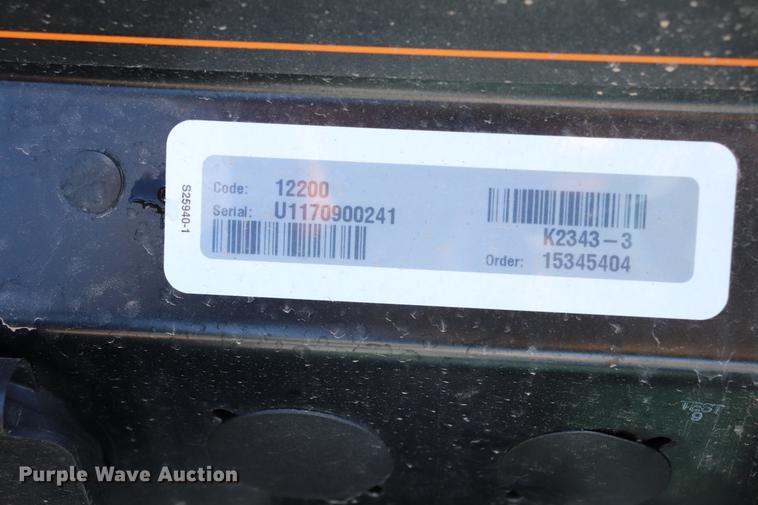 Code: 12200
Serial: U1170900241
K2343-3
Order: 15345404
S25940-1
Purple Wave Auction